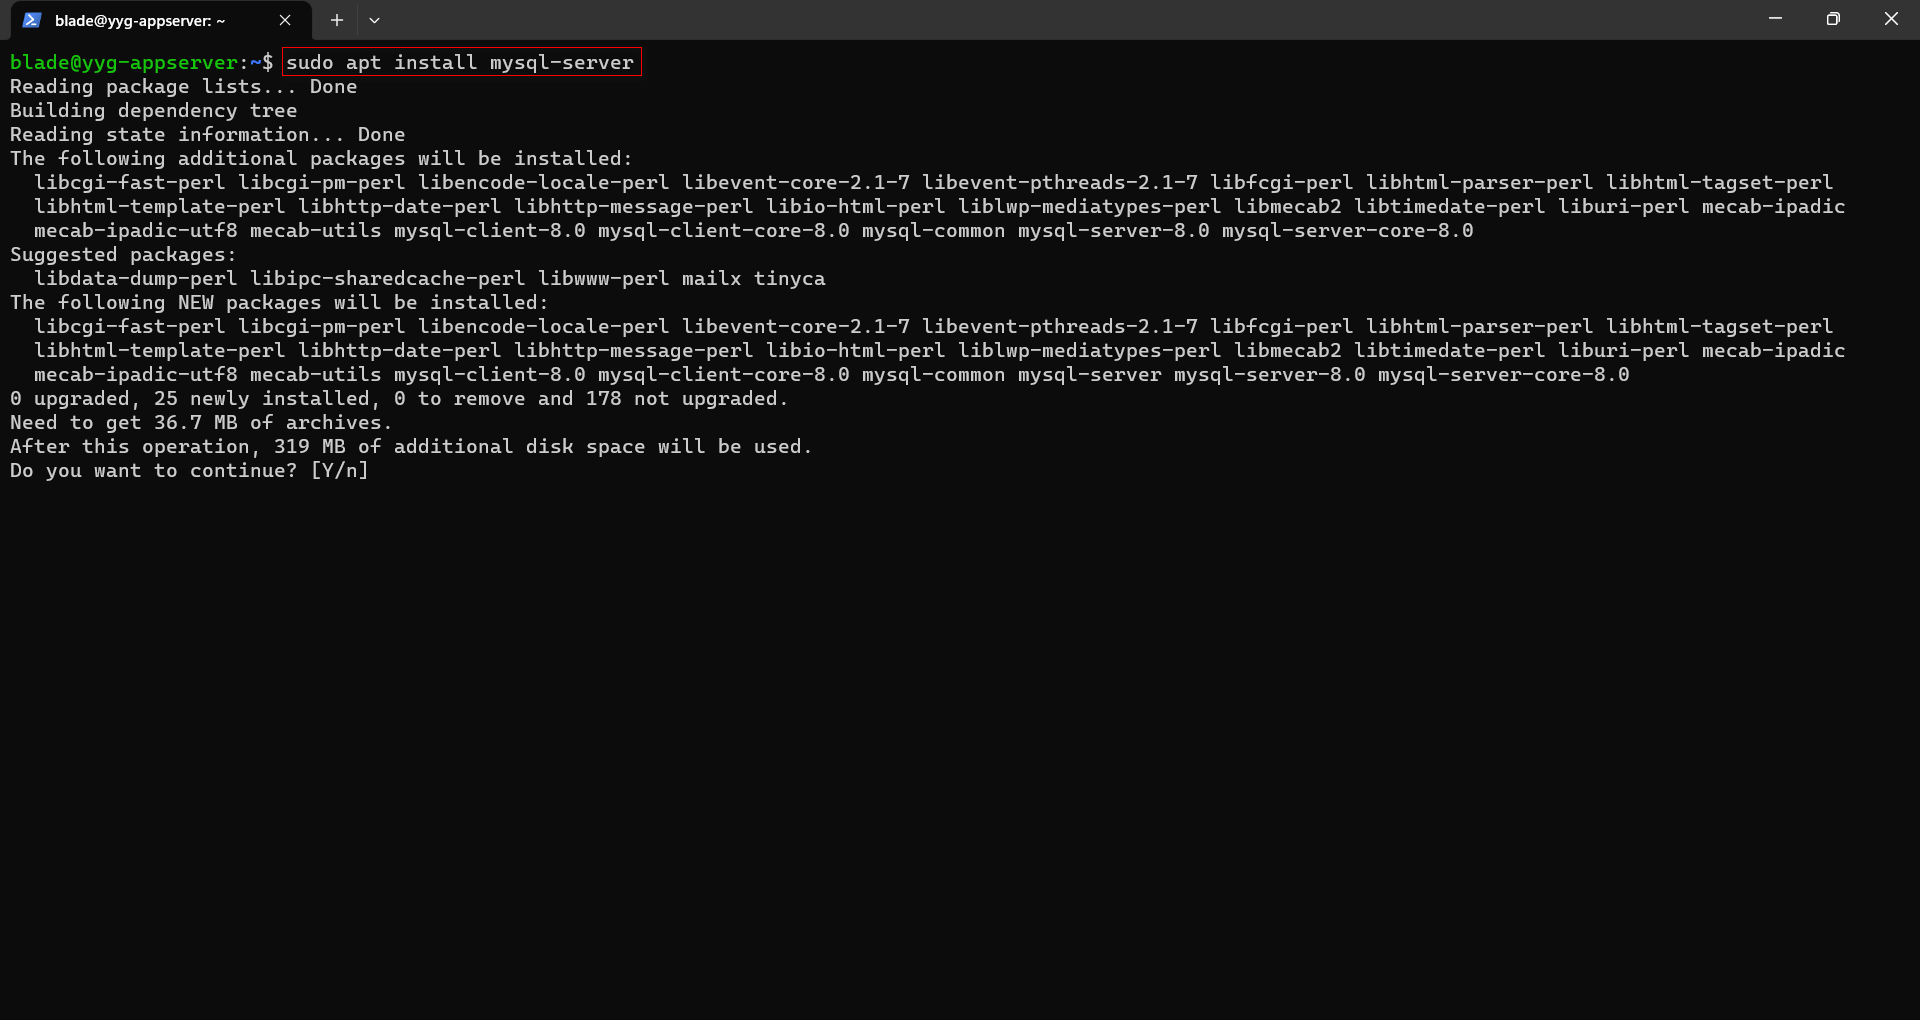 blade@yyg-appserver: ~
blade@yyg-appserver:~$ sudo apt install mysql-server
Reading package lists... Done
Building dependency tree
Reading state information... Done
The following additional packages will be installed:
  libcgi-fast-perl libcgi-pm-perl libencode-locale-perl libevent-core-2.1-7 libevent-pthreads-2.1-7 libfcgi-perl libhtml-parser-perl libhtml-tagset-perl
  libhtml-template-perl libhttp-date-perl libhttp-message-perl libio-html-perl liblwp-mediatypes-perl libmecab2 libtimedate-perl liburi-perl mecab-ipadic
  mecab-ipadic-utf8 mecab-utils mysql-client-8.0 mysql-client-core-8.0 mysql-common mysql-server-8.0 mysql-server-core-8.0
Suggested packages:
  libdata-dump-perl libipc-sharedcache-perl libwww-perl mailx tinyca
The following NEW packages will be installed:
  libcgi-fast-perl libcgi-pm-perl libencode-locale-perl libevent-core-2.1-7 libevent-pthreads-2.1-7 libfcgi-perl libhtml-parser-perl libhtml-tagset-perl
  libhtml-template-perl libhttp-date-perl libhttp-message-perl libio-html-perl liblwp-mediatypes-perl libmecab2 libtimedate-perl liburi-perl mecab-ipadic
  mecab-ipadic-utf8 mecab-utils mysql-client-8.0 mysql-client-core-8.0 mysql-common mysql-server mysql-server-8.0 mysql-server-core-8.0
0 upgraded, 25 newly installed, 0 to remove and 178 not upgraded.
Need to get 36.7 MB of archives.
After this operation, 319 MB of additional disk space will be used.
Do you want to continue? [Y/n]